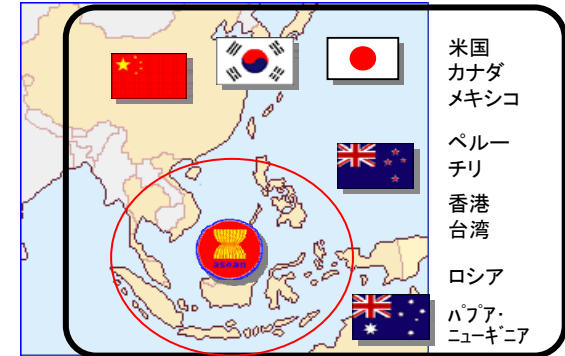 米国
カナダ
メキシコ
ペルー
チリ
香港
台湾
ロシア
パプア・
ニューギニア
asean